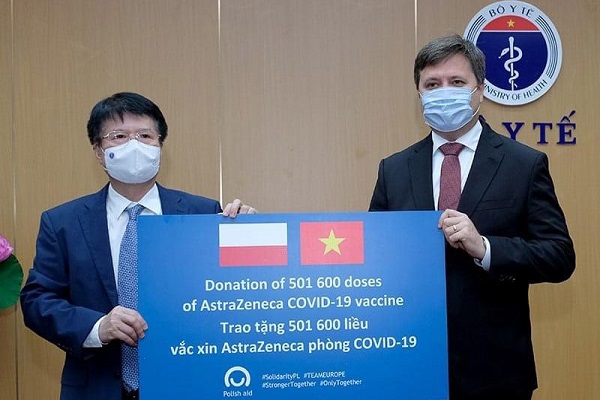 BỘ Y TẾ
MINISTRY OF HEALTH
Y TẾ
Donation of 501 600 doses
of AstraZeneca COVID-19 vaccine
Trao tặng 501 600 liều
vắc xin AstraZeneca phòng COVID-19
Polish aid
#SolidarityPL #TEAMEUROPE
#StrongerTogether #OnlyTogether